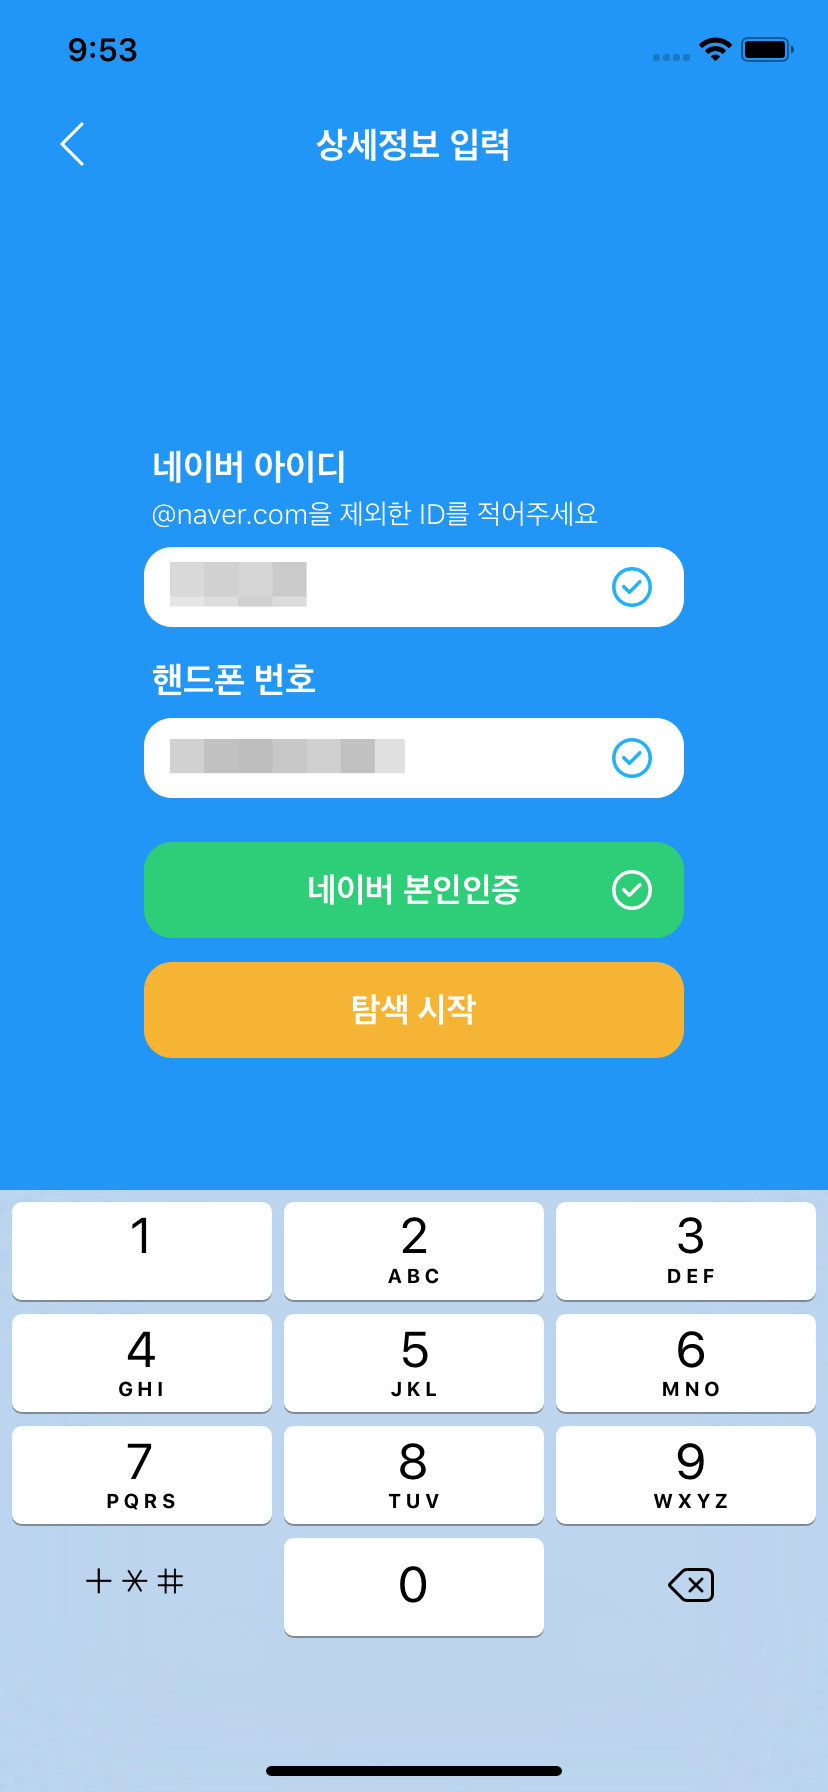 9:53
상세정보 입력
네이버 아이디
@naver.com을 제외한 ID를 적어주세요
핸드폰 번호
네이버 본인인증
탐색 시작
1
2
ABC
3
DEF
4
GHI
5
JKL
6
MNO
7
PQRS
8
TUV
9
WXYZ
+*#
0